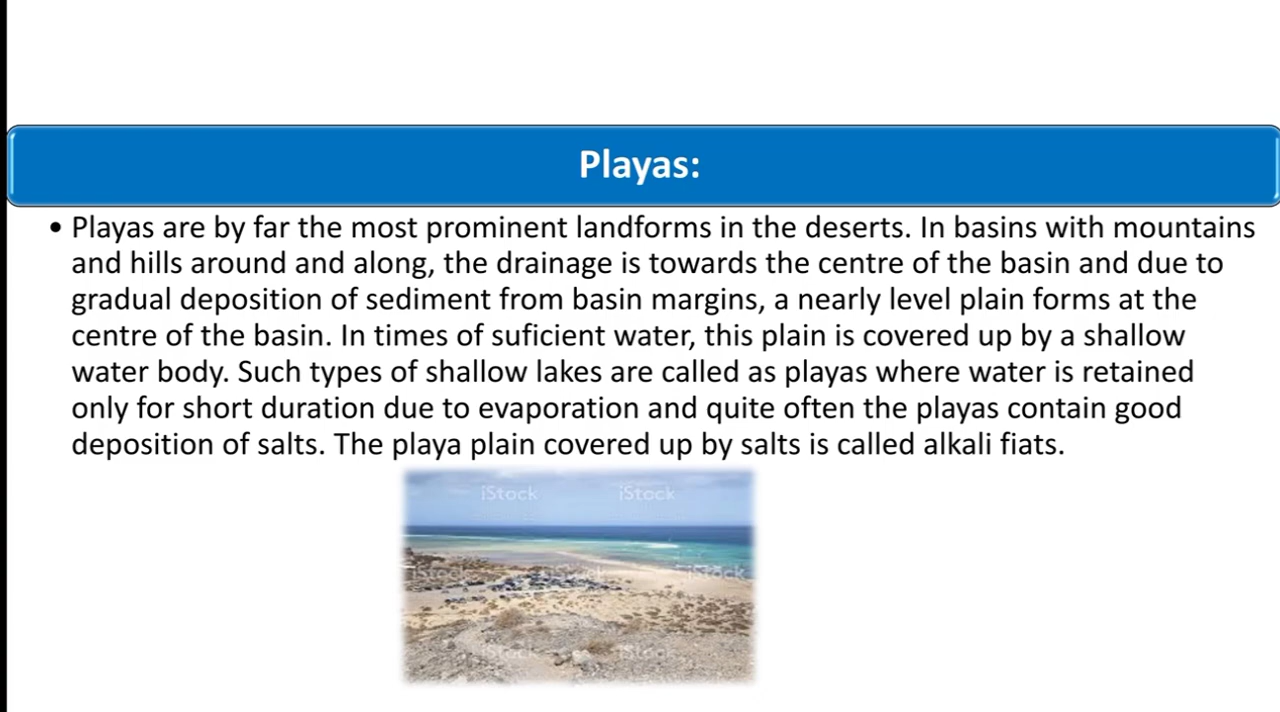 Playas:
• Playas are by far the most prominent landforms in the deserts. In basins with mountains
and hills around and along, the drainage is towards the centre of the basin and due to
gradual deposition of sediment from basin margins, a nearly level plain forms at the
centre of the basin. In times of suficient water, this plain is covered up by a shallow
water body. Such types of shallow lakes are called as playas where water is retained
only for short duration due to evaporation and quite often the playas contain good
deposition of salts. The playa plain covered up by salts is called alkali fiats.
iStock iStock
iStock iStock iStock
iStock iStock